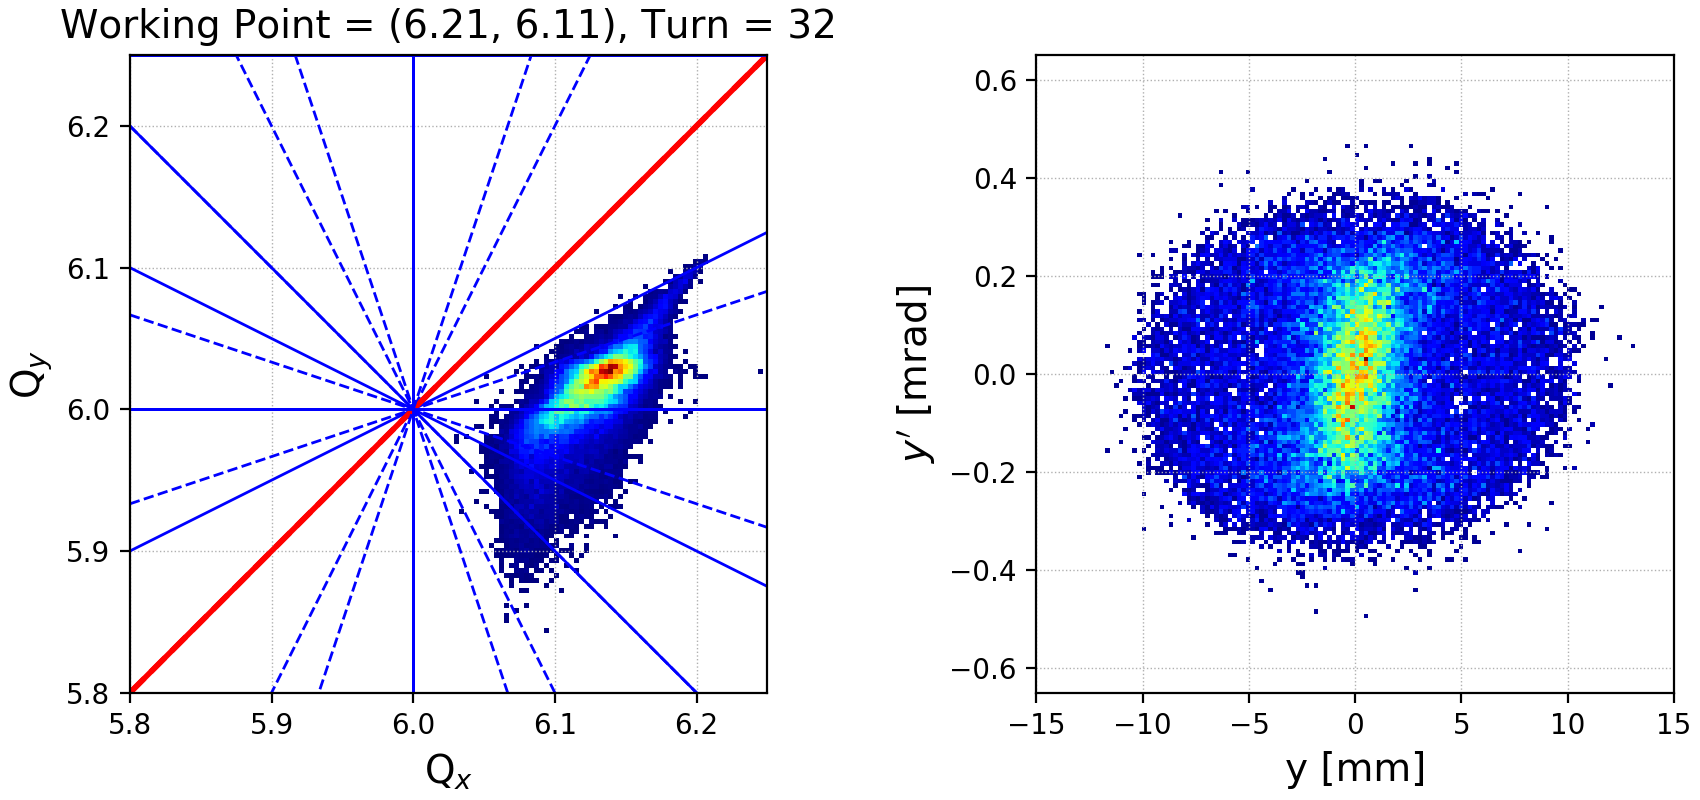 Working Point = (6.21, 6.11), Turn = 32
6.2
6.1
6.0
5.9
5.8
Q_y
5.8 5.9 6.0 6.1 6.2
Q_x
0.6
0.4
0.2
0.0
−0.2
−0.4
−0.6
y′ [mrad]
−15 −10 −5 0 5 10 15
y [mm]